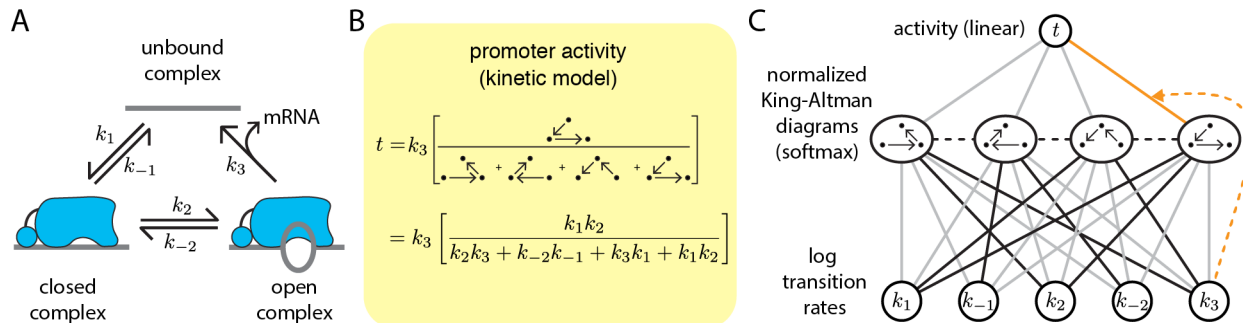 A
unbound
complex
k₁
k₋₁
mRNA
k₃
k₂
k₋₂
closed
complex
open
complex
B
promoter activity
(kinetic model)
t = k₃ [ / + + + ]
= k₃ [ k₁k₂ / k₂k₃ + k₋₂k₋₁ + k₃k₁ + k₁k₂ ]
C
activity (linear)
t
normalized
King-Altman
diagrams
(softmax)
log
transition
rates
k₁ k₋₁ k₂ k₋₂ k₃